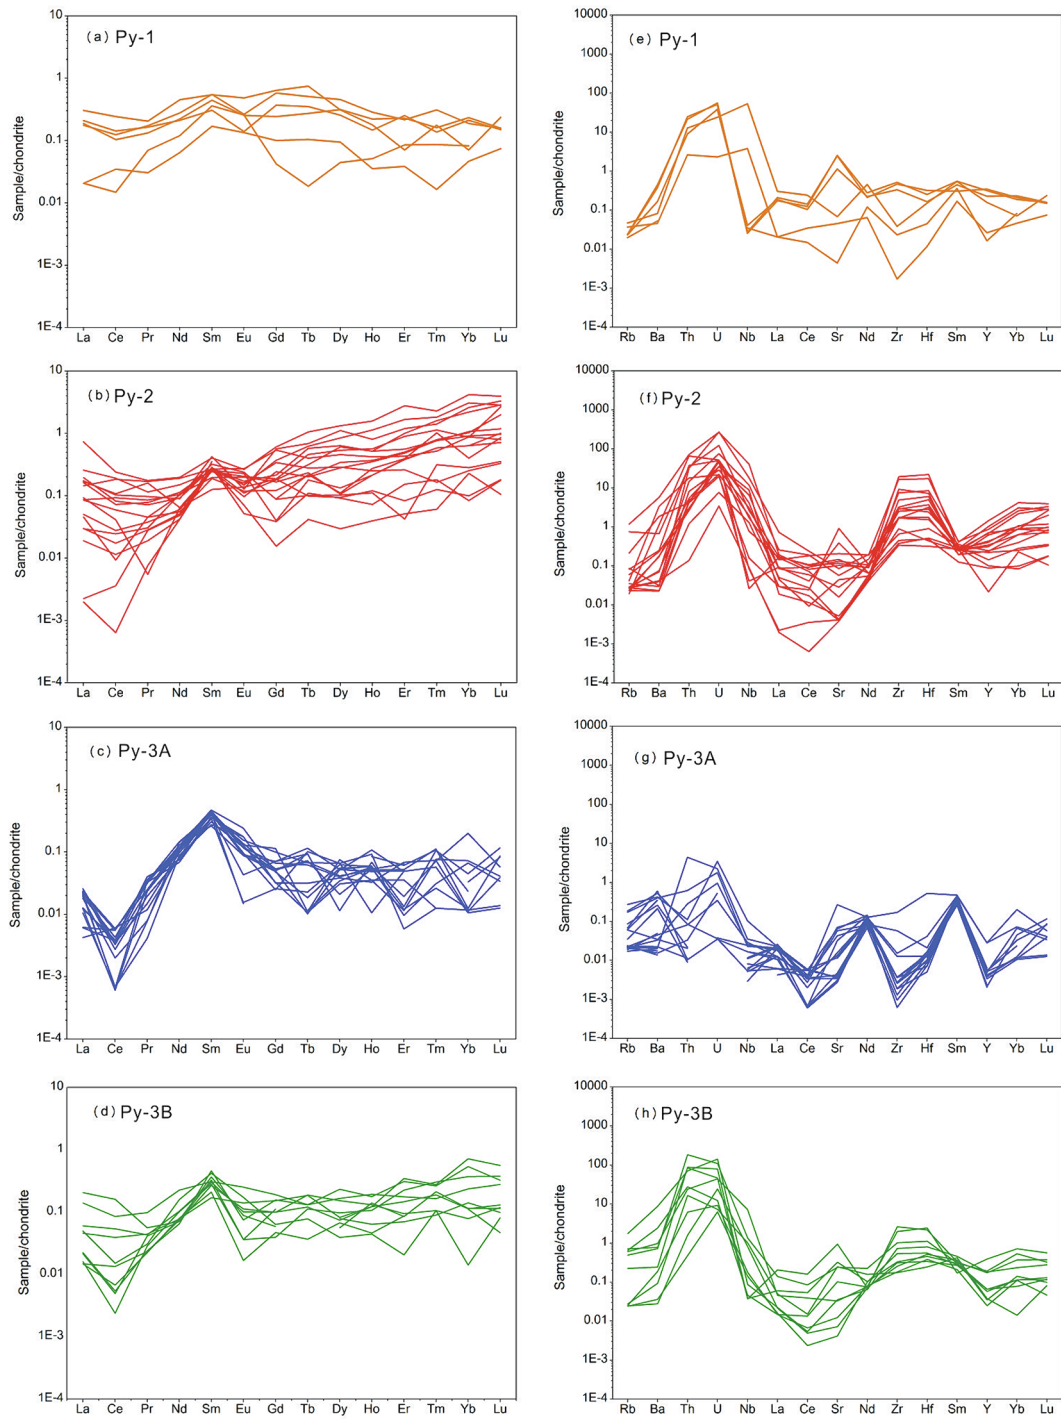 (a) Py-1
Sample/chondrite
10
1
0.1
0.01
1E-3
1E-4
La Ce Pr Nd Sm Eu Gd Tb Dy Ho Er Tm Yb Lu
(e) Py-1
Sample/chondrite
10000
1000
100
10
1
0.1
0.01
1E-3
1E-4
Rb Ba Th U Nb La Ce Sr Nd Zr Hf Sm Y Yb Lu
(b) Py-2
Sample/chondrite
10
1
0.1
0.01
1E-3
1E-4
La Ce Pr Nd Sm Eu Gd Tb Dy Ho Er Tm Yb Lu
(f) Py-2
Sample/chondrite
10000
1000
100
10
1
0.1
0.01
1E-3
1E-4
Rb Ba Th U Nb La Ce Sr Nd Zr Hf Sm Y Yb Lu
(c) Py-3A
Sample/chondrite
10
1
0.1
0.01
1E-3
1E-4
La Ce Pr Nd Sm Eu Gd Tb Dy Ho Er Tm Yb Lu
(g) Py-3A
Sample/chondrite
10000
1000
100
10
1
0.1
0.01
1E-3
1E-4
Rb Ba Th U Nb La Ce Sr Nd Zr Hf Sm Y Yb Lu
(d) Py-3B
Sample/chondrite
10
1
0.1
0.01
1E-3
1E-4
La Ce Pr Nd Sm Eu Gd Tb Dy Ho Er Tm Yb Lu
(h) Py-3B
Sample/chondrite
10000
1000
100
10
1
0.1
0.01
1E-3
1E-4
Rb Ba Th U Nb La Ce Sr Nd Zr Hf Sm Y Yb Lu